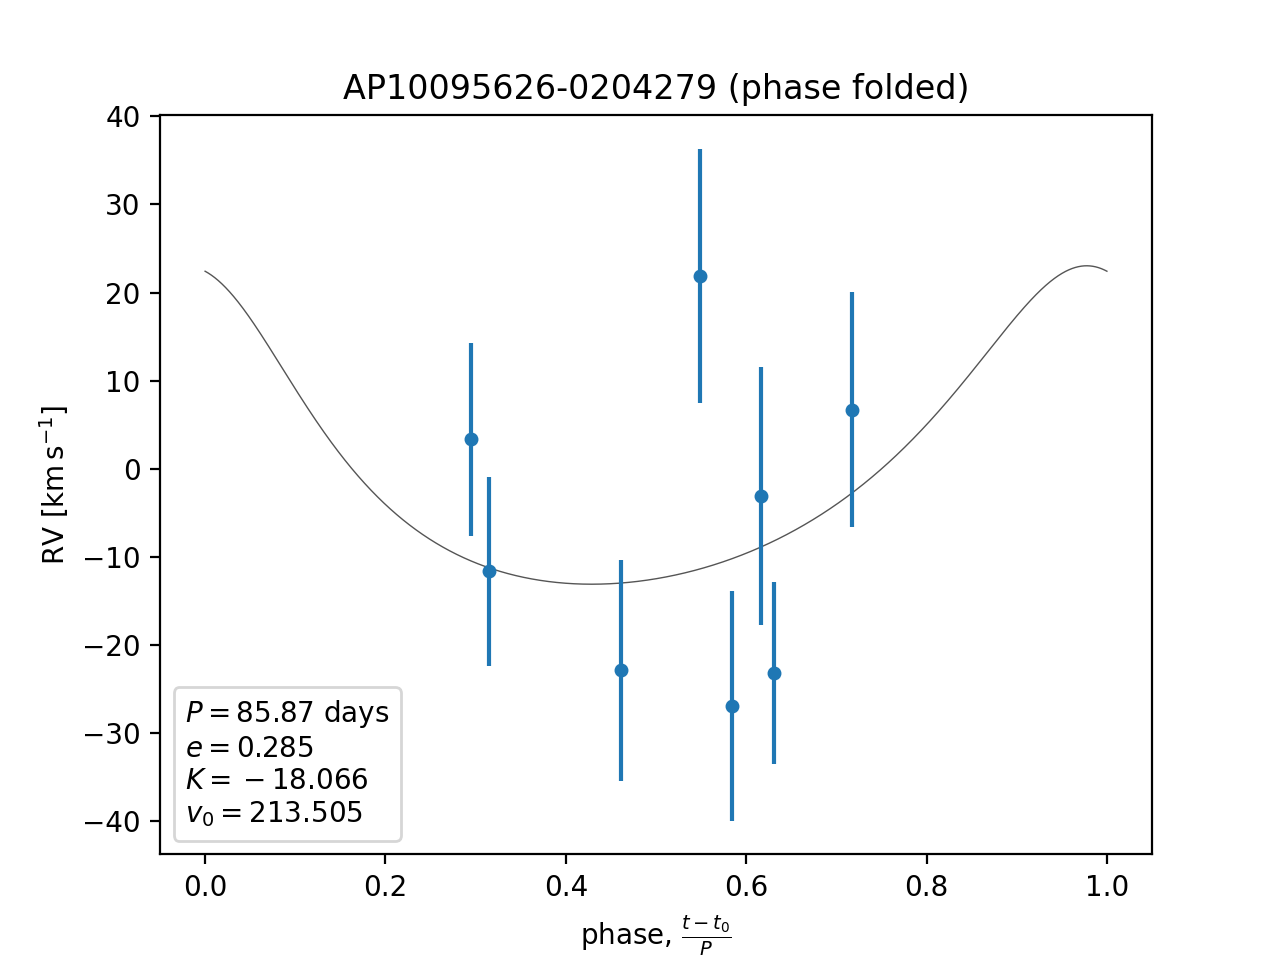 AP10095626-0204279 (phase folded)
RV [km s⁻¹]
40
30
20
10
0
−10
−20
−30
−40
P = 85.87 days
e = 0.285
K = −18.066
v₀ = 213.505
0.0 0.2 0.4 0.6 0.8 1.0
phase, (t − t₀)/P